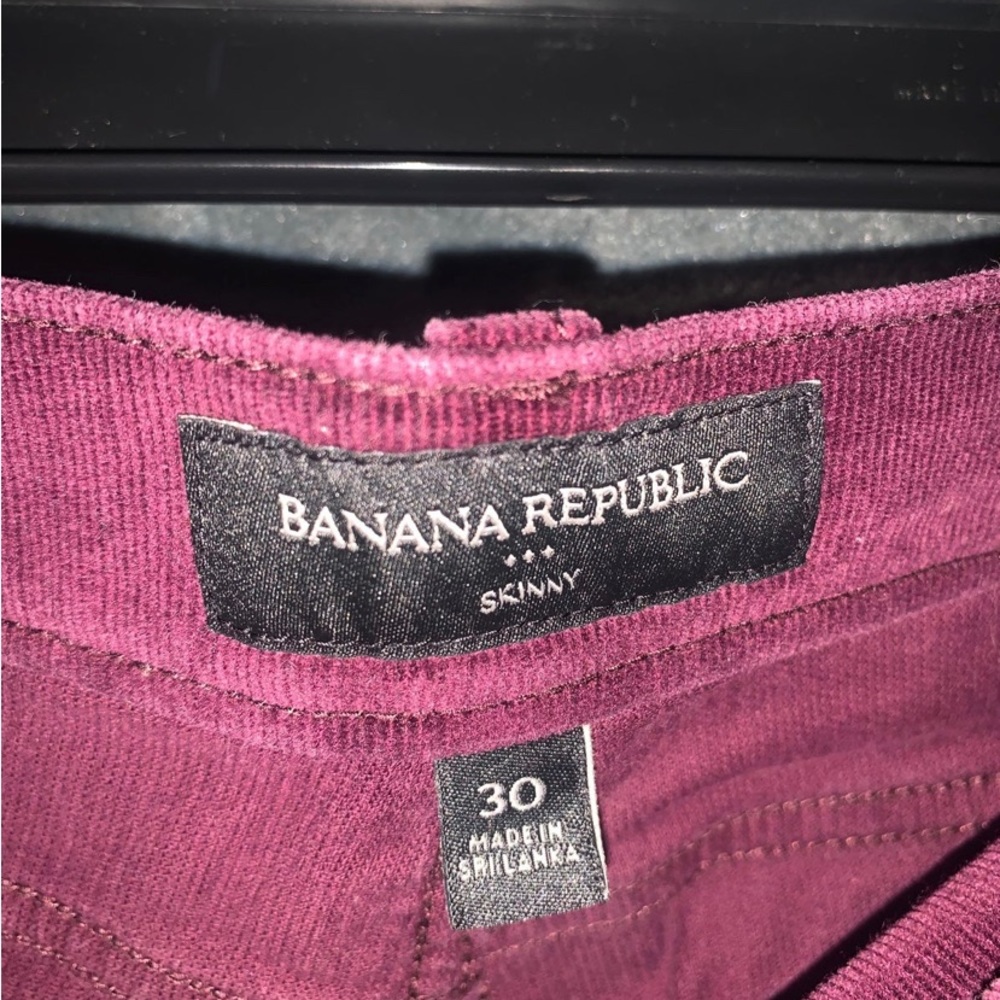 BANANA REPUBLIC
SKINNY
30
MADE IN
SRI LANKA